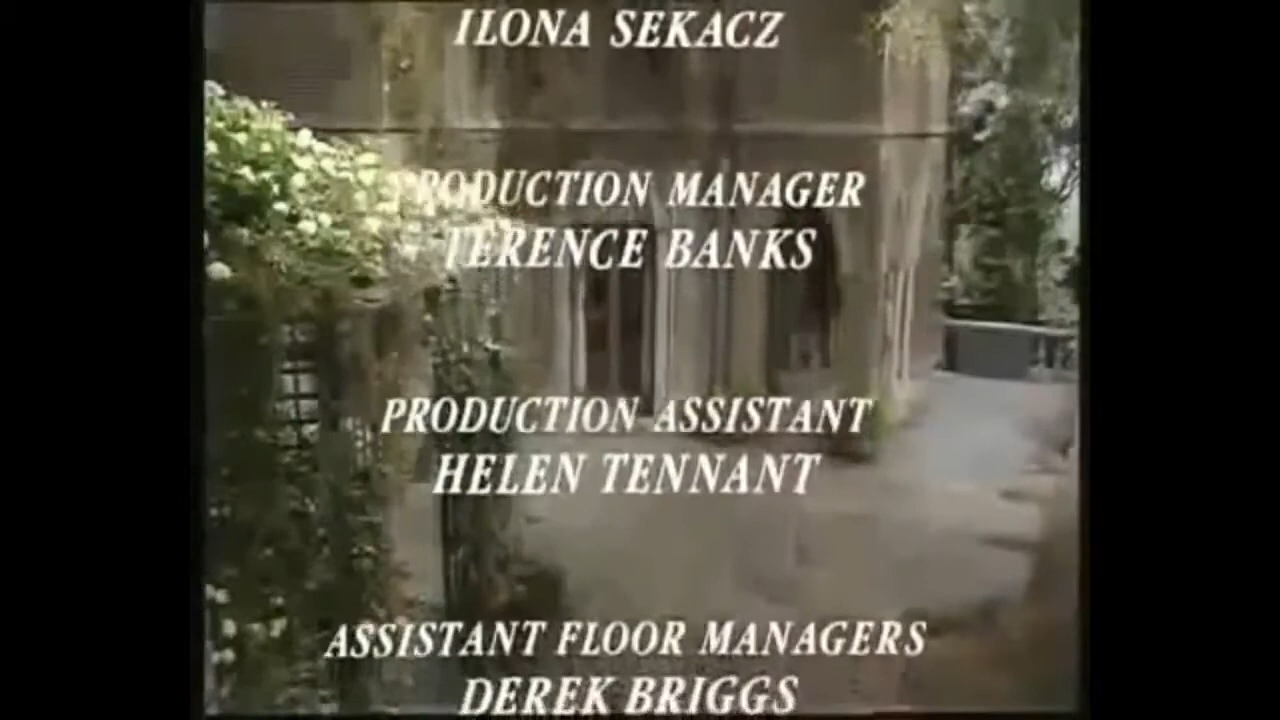 ILONA SEKACZ
PRODUCTION MANAGER
TERENCE BANKS
PRODUCTION ASSISTANT
HELEN TENNANT
ASSISTANT FLOOR MANAGERS
DEREK BRIGGS